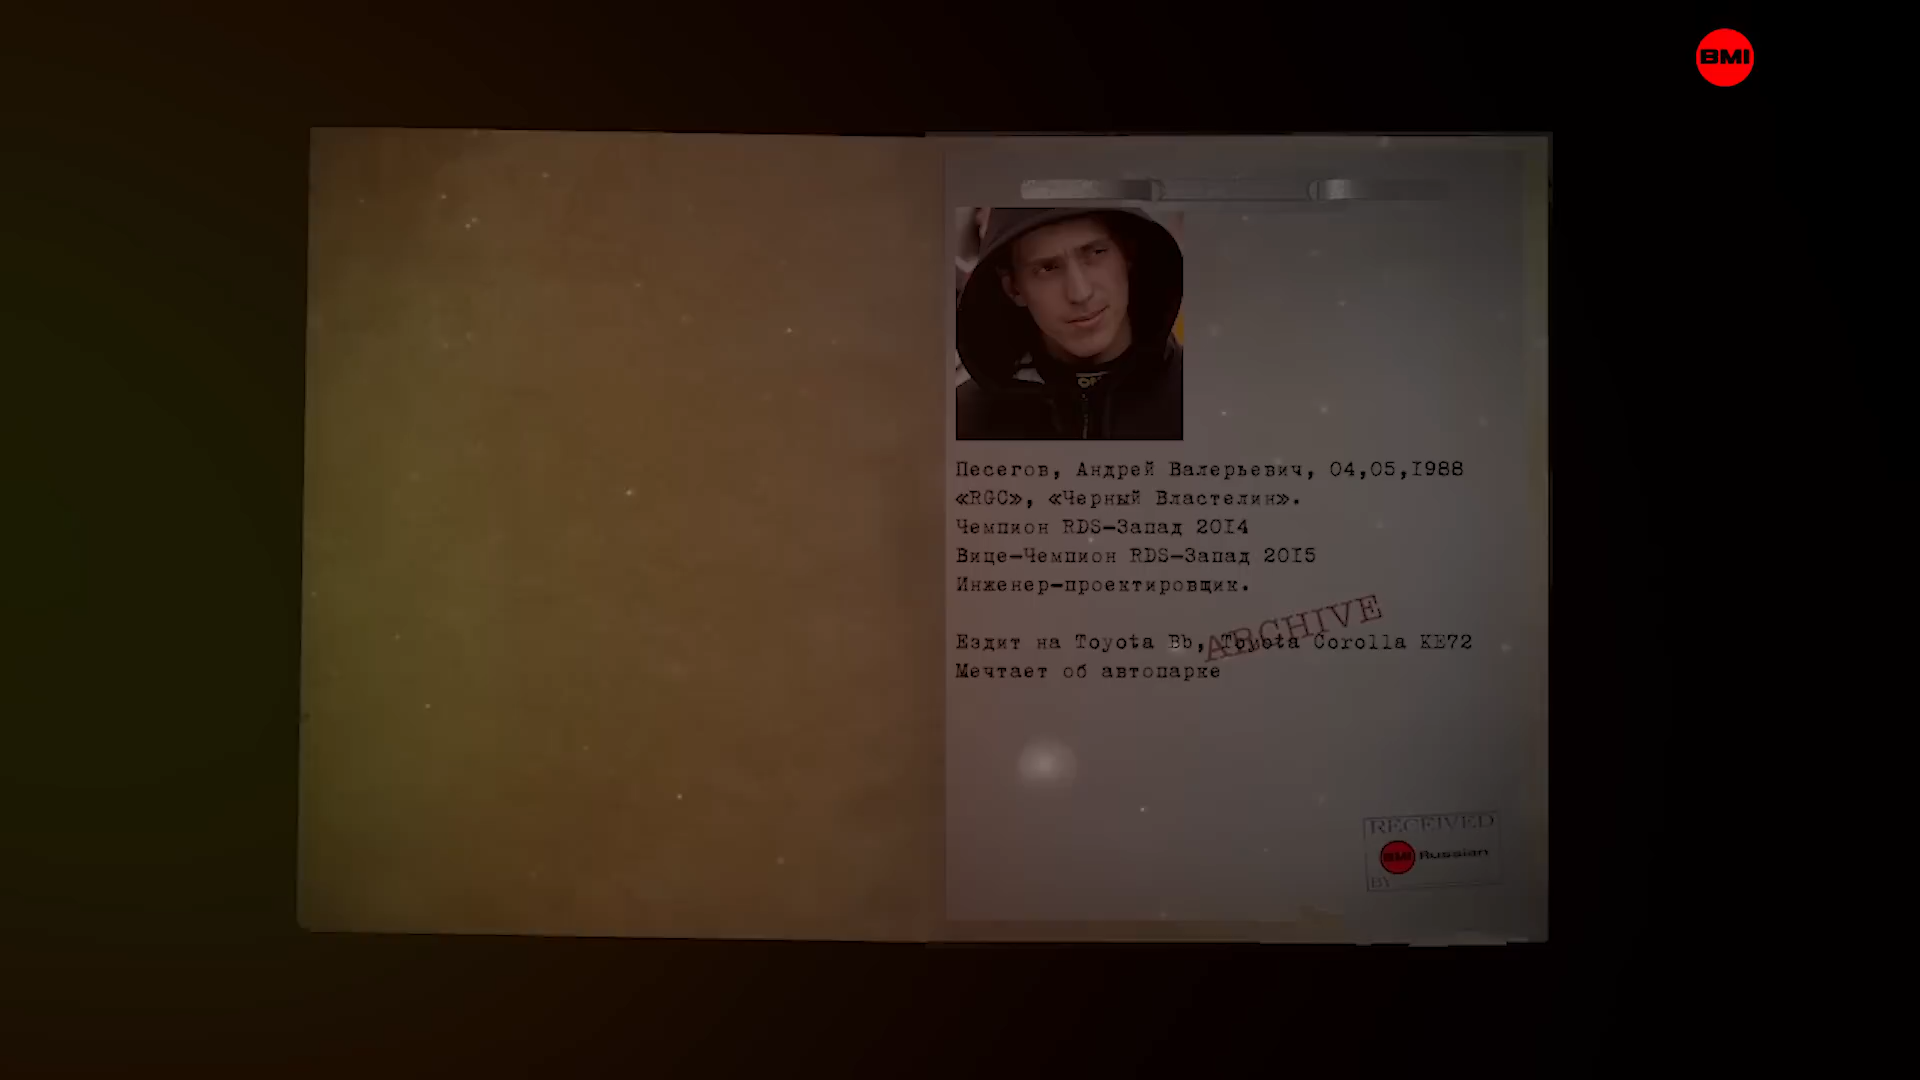 BMI
ON
Песегов, Андрей Валерьевич, 04,05,1988
«RGC», «Черный Властелин».
Чемпион RDS-Запад 2014
Вице-Чемпион RDS-Запад 2015
Инженер-проектировщик.
ARCHIVE
Ездит на Toyota Bb, Toyota Corolla KE72
Мечтает об автопарке
RECEIVED
BMI Russian
BY